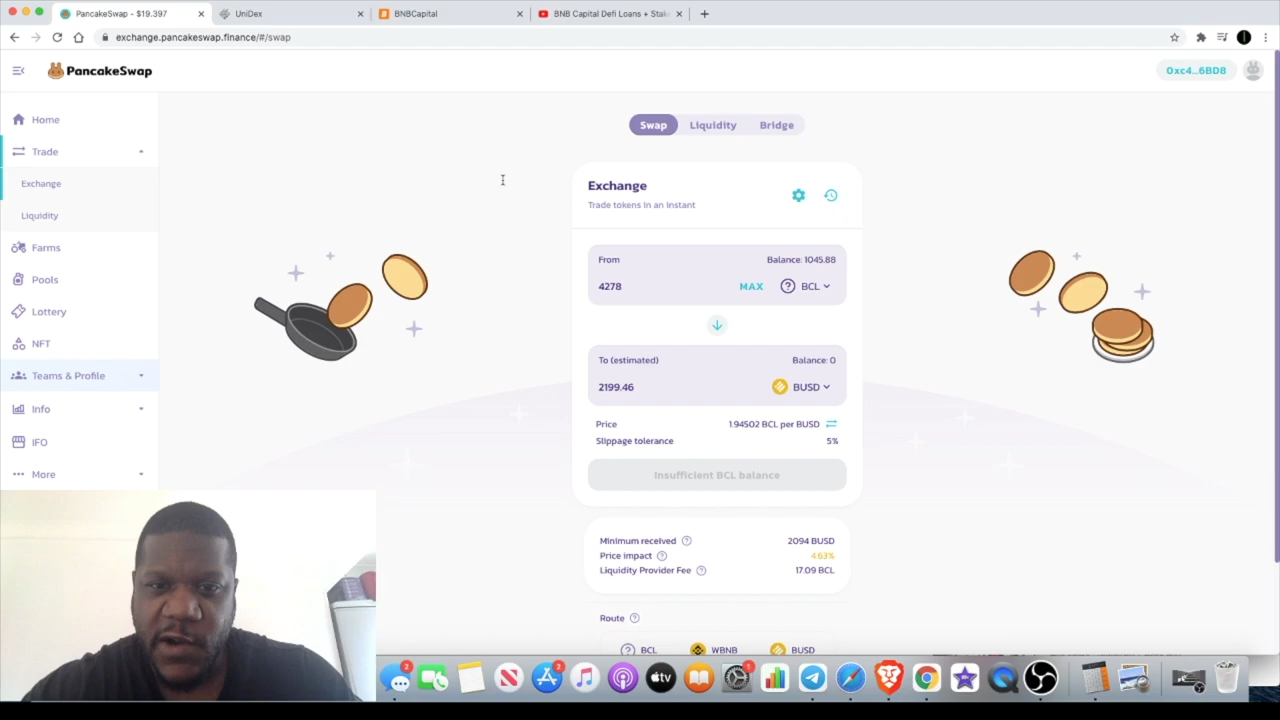 PancakeSwap - $19.397
UniDex
BNBCapital
BNB Capital Defi Loans + Stak
exchange.pancakeswap.finance/#/swap
PancakeSwap
0xc4...6BD8
Home
Trade
Exchange
Liquidity
Farms
Pools
Lottery
NFT
Teams & Profile
Info
IFO
More
Swap
Liquidity
Bridge
Exchange
Trade tokens in an instant
From
Balance: 1045.88
4278
MAX
BCL
To (estimated)
Balance: 0
2199.46
BUSD
Price
1.94502 BCL per BUSD
Slippage tolerance
5%
Insufficient BCL balance
Minimum received
2094 BUSD
Price impact
4.63%
Liquidity Provider Fee
17.09 BCL
Route
BCL
WBNB
BUSD
2
2
tv
1